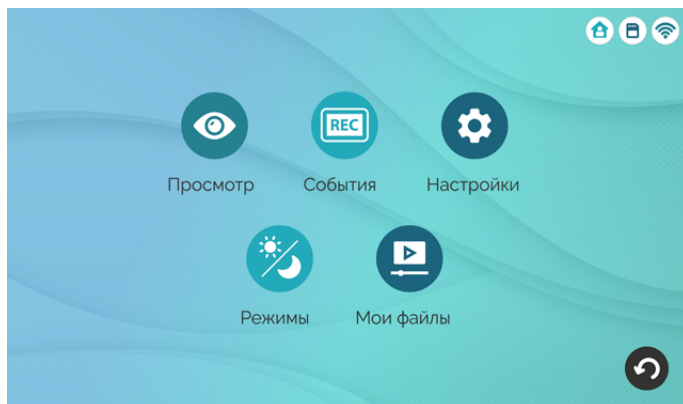 REC
Просмотр
События
Настройки
Режимы
Мои файлы